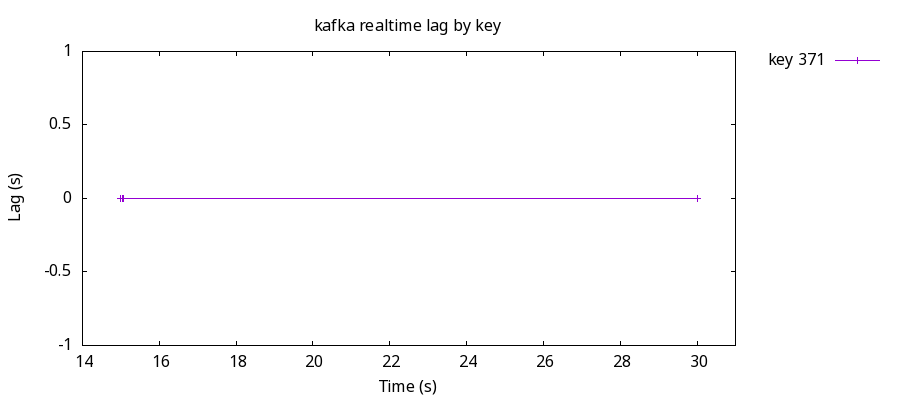 kafka realtime lag by key
key 371
1
0.5
0
-0.5
-1
Lag (s)
14 16 18 20 22 24 26 28 30
Time (s)